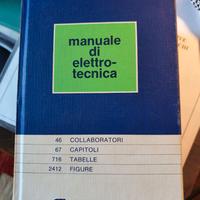 manuale
di
elettro-
tecnica
46 COLLABORATORI
67 CAPITOLI
716 TABELLE
2412 FIGURE